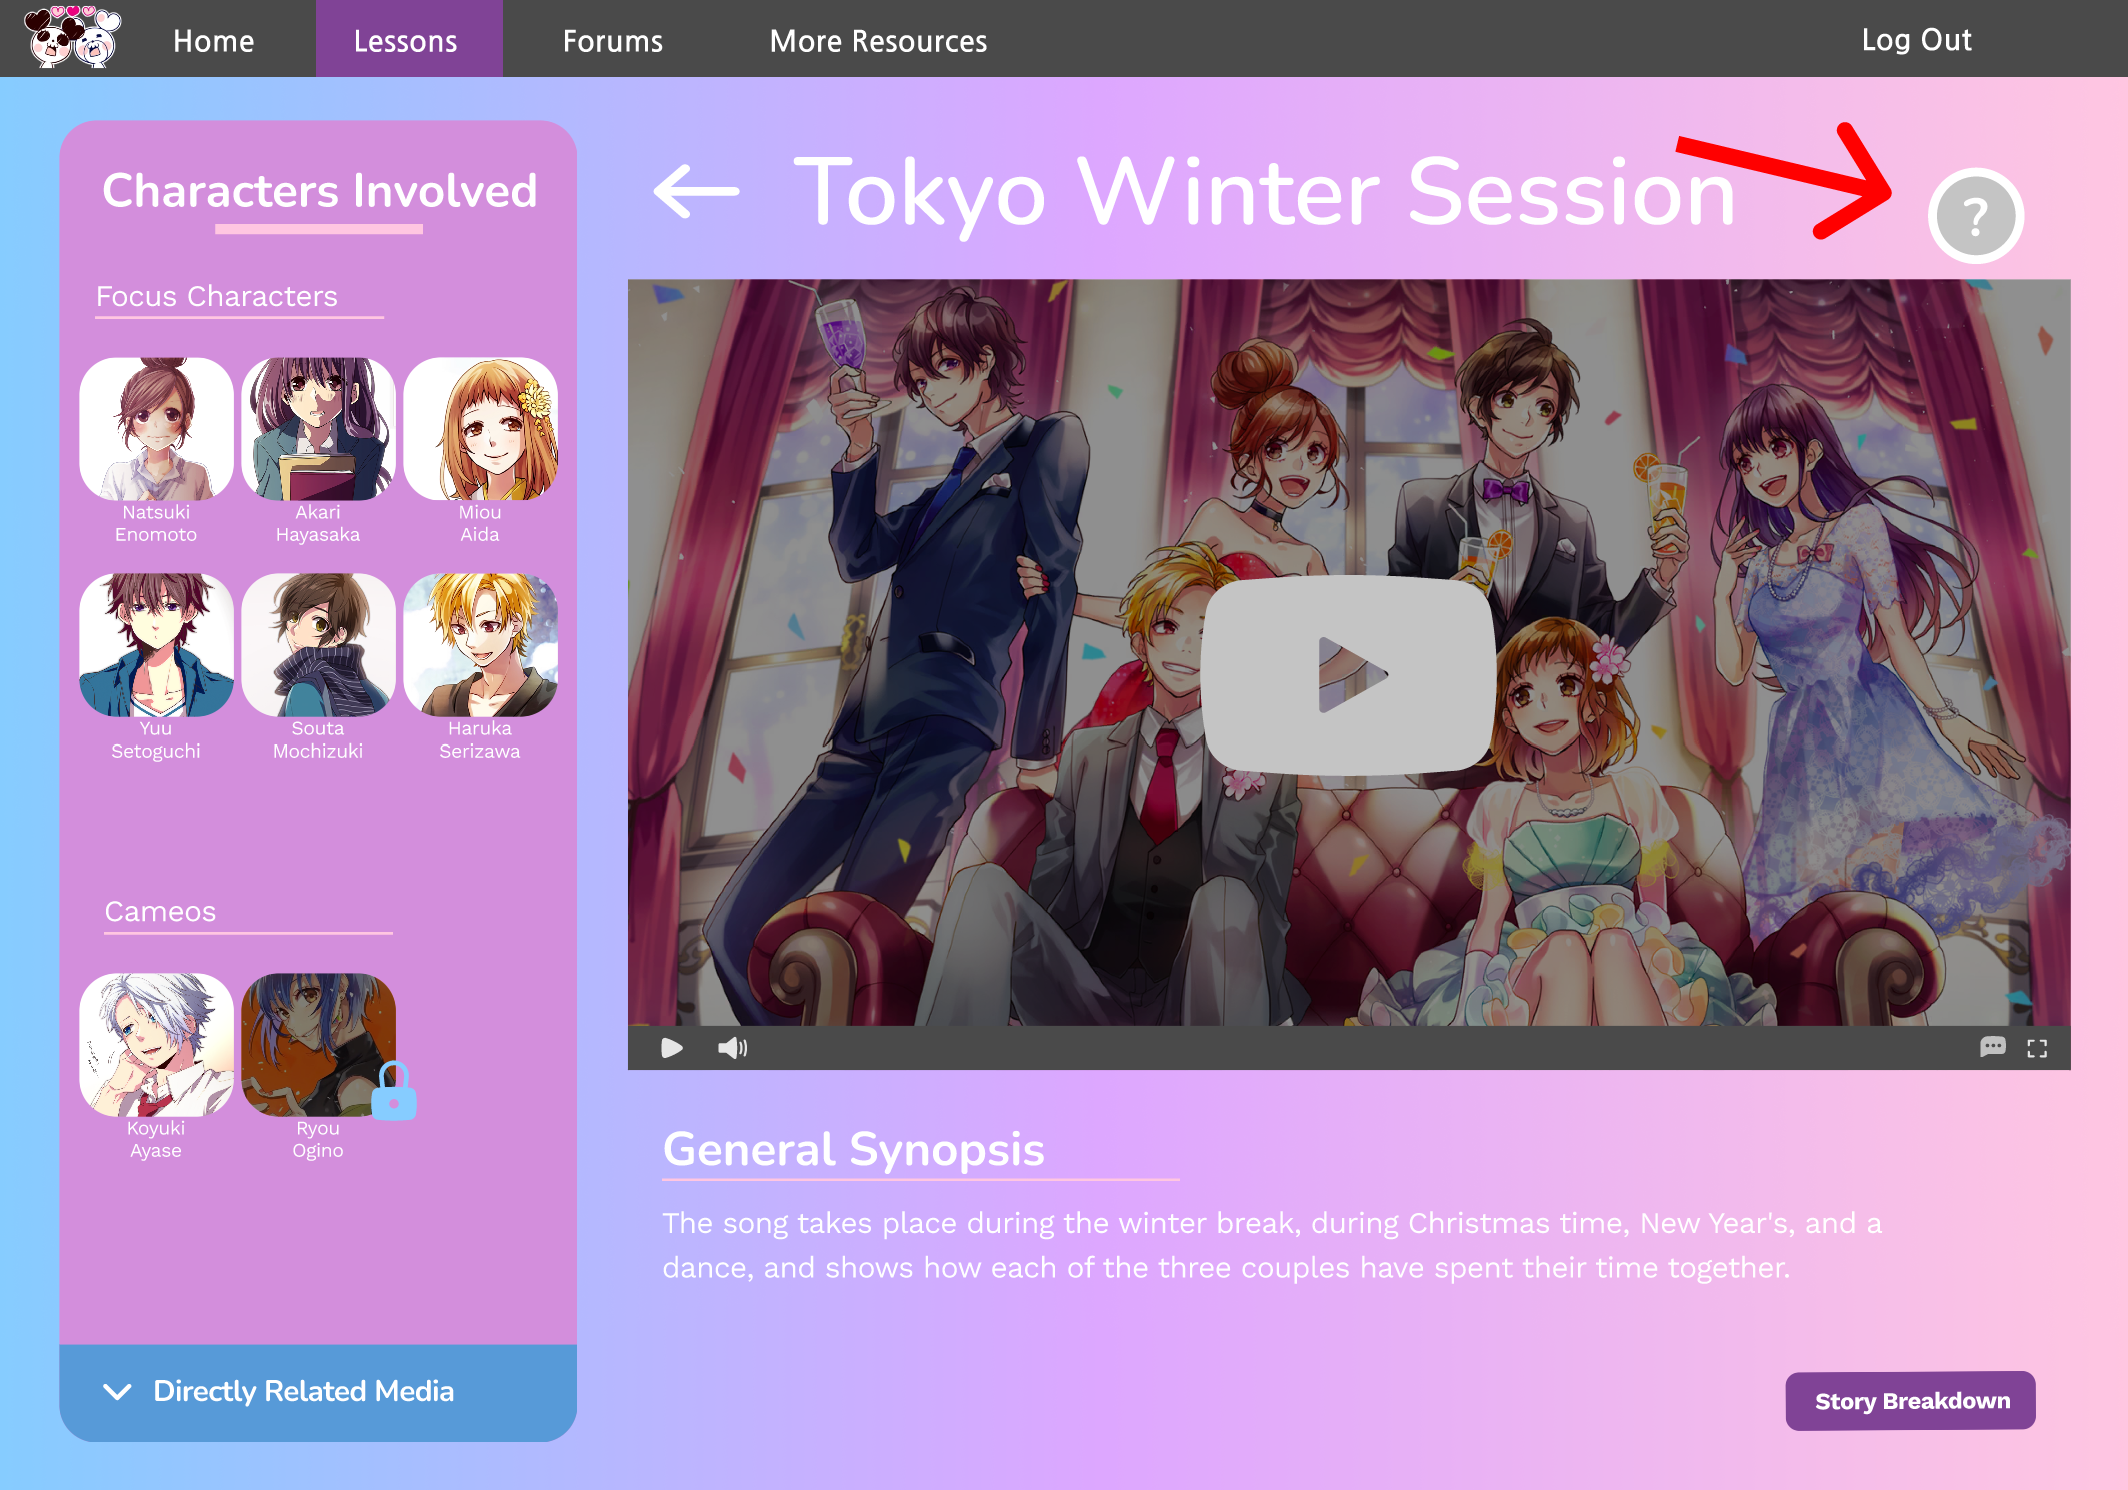 Home
Lessons
Forums
More Resources
Log Out
Characters Involved
Focus Characters
Natsuki
Enomoto
Akari
Hayasaka
Miou
Aida
Yuu
Setoguchi
Souta
Mochizuki
Haruka
Serizawa
Cameos
Koyuki
Ayase
Ryou
Ogino
Directly Related Media
Tokyo Winter Session
?
General Synopsis
The song takes place during the winter break, during Christmas time, New Year's, and a
dance, and shows how each of the three couples have spent their time together.
Story Breakdown